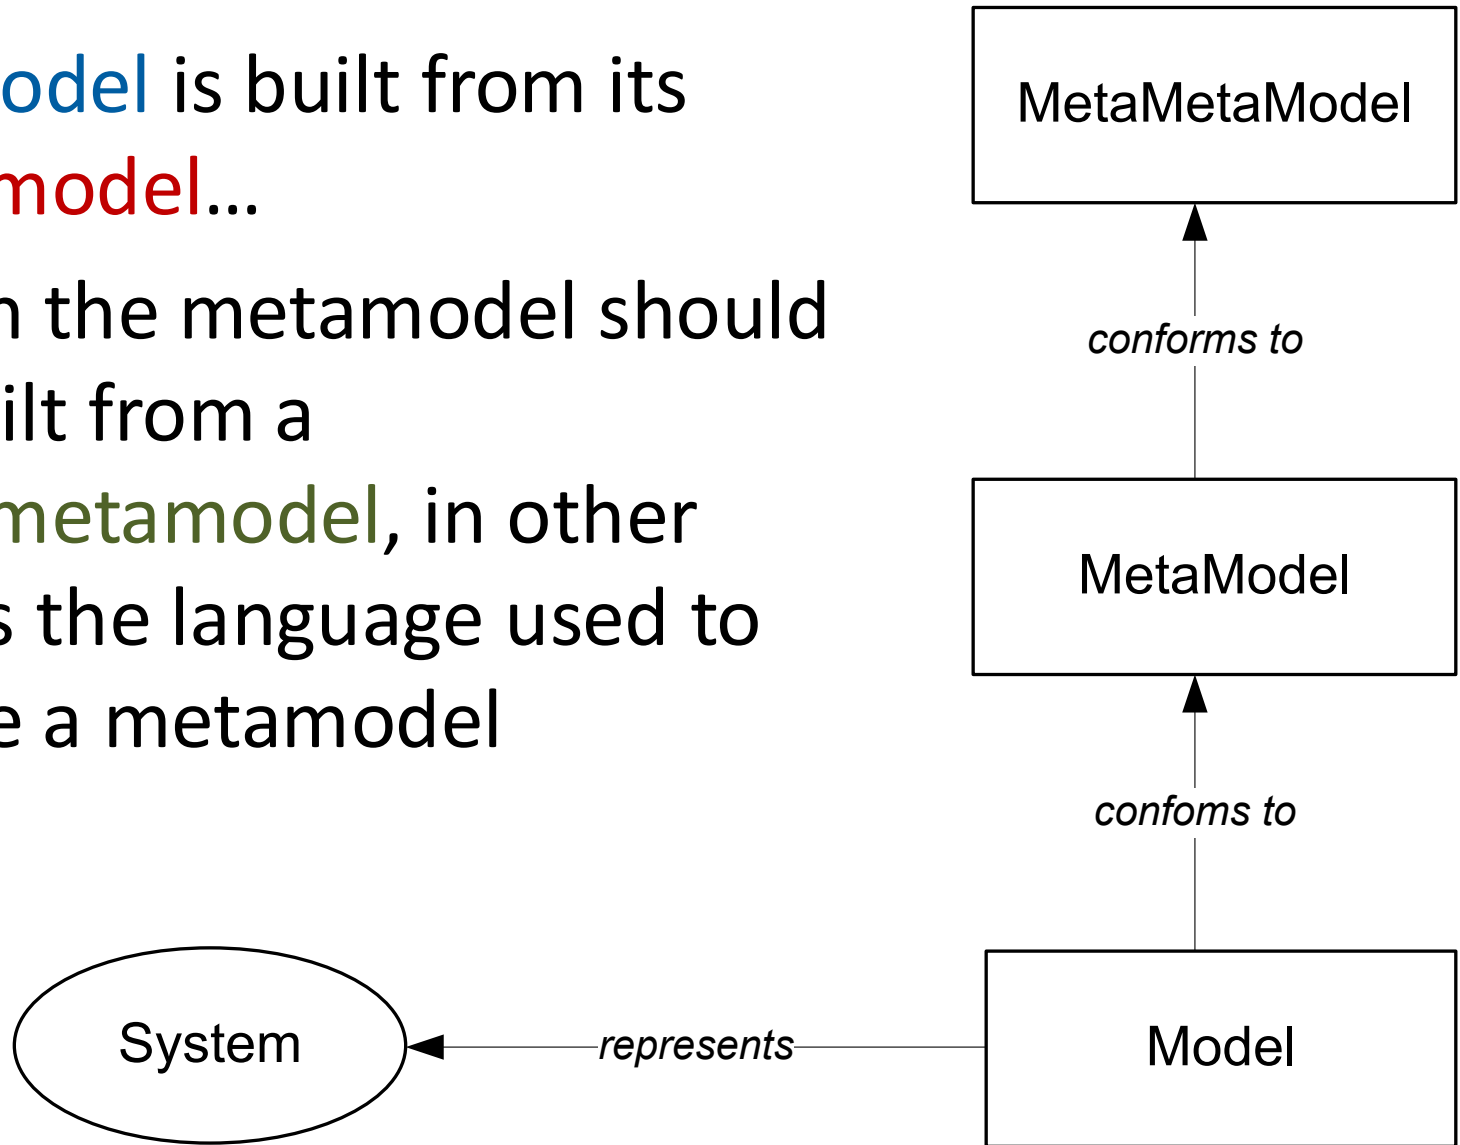 odel is built from its
model…
n the metamodel should
ilt from a
metamodel, in other
s the language used to
e a metamodel
MetaMetaModel
conforms to
MetaModel
confoms to
System
represents
Model